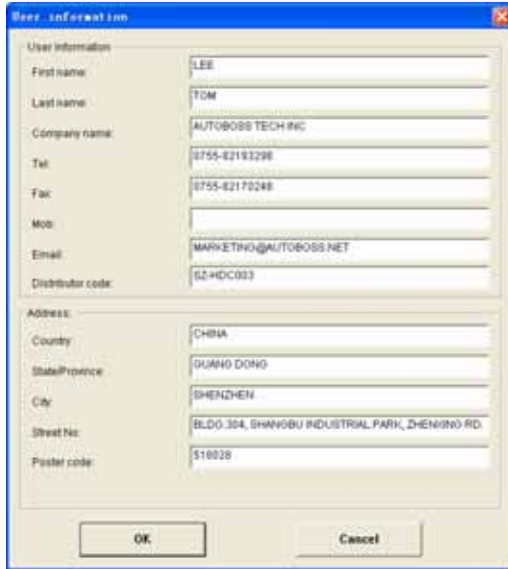 User information
User Information
First name: LEE
Last name: TOM
Company name: AUTOBOSS TECH INC
Tel: 0755-82193298
Fax: 0755-82170248
Mob:
Email: MARKETING@AUTOBOSS.NET
Distributor code: SZ-HDC003
Address:
Country: CHINA
State/Province: GUANG DONG
City: SHENZHEN
Street No: BLDG.304, SHANGBU INDUSTRIAL PARK, ZHENXING RD.
Poster code: 518028
OK Cancel